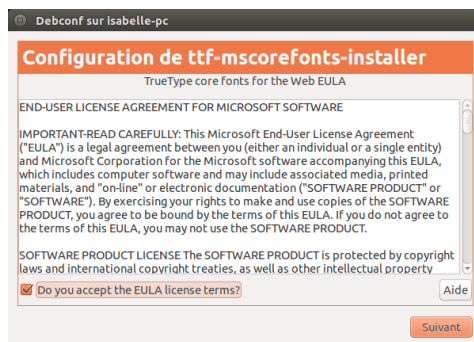 Debconf sur isabelle-pc
Configuration de ttf-mscorefonts-installer
TrueType core fonts for the Web EULA
END-USER LICENSE AGREEMENT FOR MICROSOFT SOFTWARE
IMPORTANT-READ CAREFULLY: This Microsoft End-User License Agreement
("EULA") is a legal agreement between you (either an individual or a single entity)
and Microsoft Corporation for the Microsoft software accompanying this EULA,
which includes computer software and may include associated media, printed
materials, and "on-line" or electronic documentation ("SOFTWARE PRODUCT" or
"SOFTWARE"). By exercising your rights to make and use copies of the SOFTWARE
PRODUCT, you agree to be bound by the terms of this EULA. If you do not agree to
the terms of this EULA, you may not use the SOFTWARE PRODUCT.
SOFTWARE PRODUCT LICENSE The SOFTWARE PRODUCT is protected by copyright
laws and international copyright treaties, as well as other intellectual property
Do you accept the EULA license terms?
Aide
Suivant